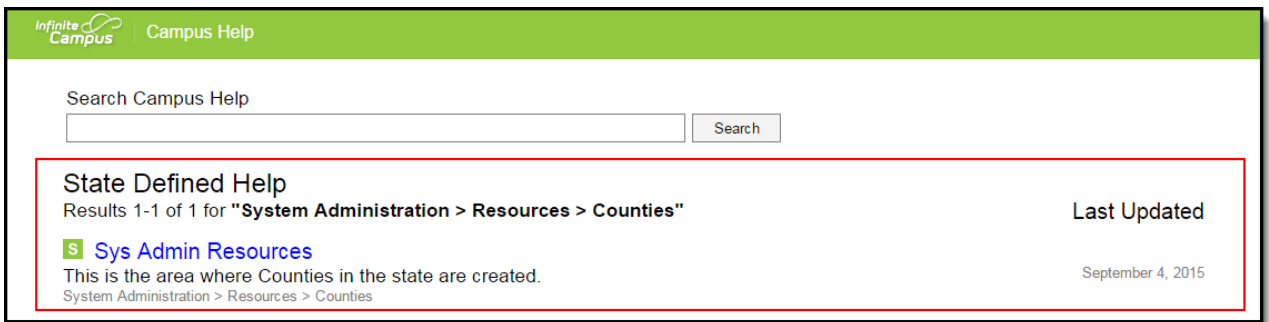 Infinite Campus Campus Help
Search Campus Help
Search
State Defined Help
Results 1-1 of 1 for "System Administration > Resources > Counties"
Last Updated
S Sys Admin Resources
This is the area where Counties in the state are created.
September 4, 2015
System Administration > Resources > Counties